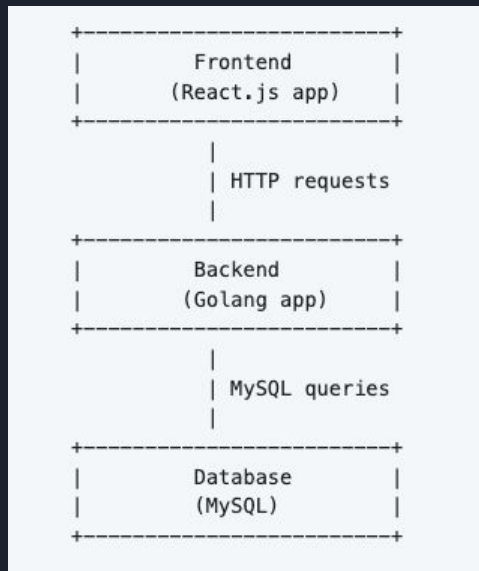 +--------------------------+
| Frontend |
| (React.js app) |
+--------------------------+
|
| HTTP requests
|
+--------------------------+
| Backend |
| (Golang app) |
+--------------------------+
|
| MySQL queries
|
+--------------------------+
| Database |
| (MySQL) |
+--------------------------+